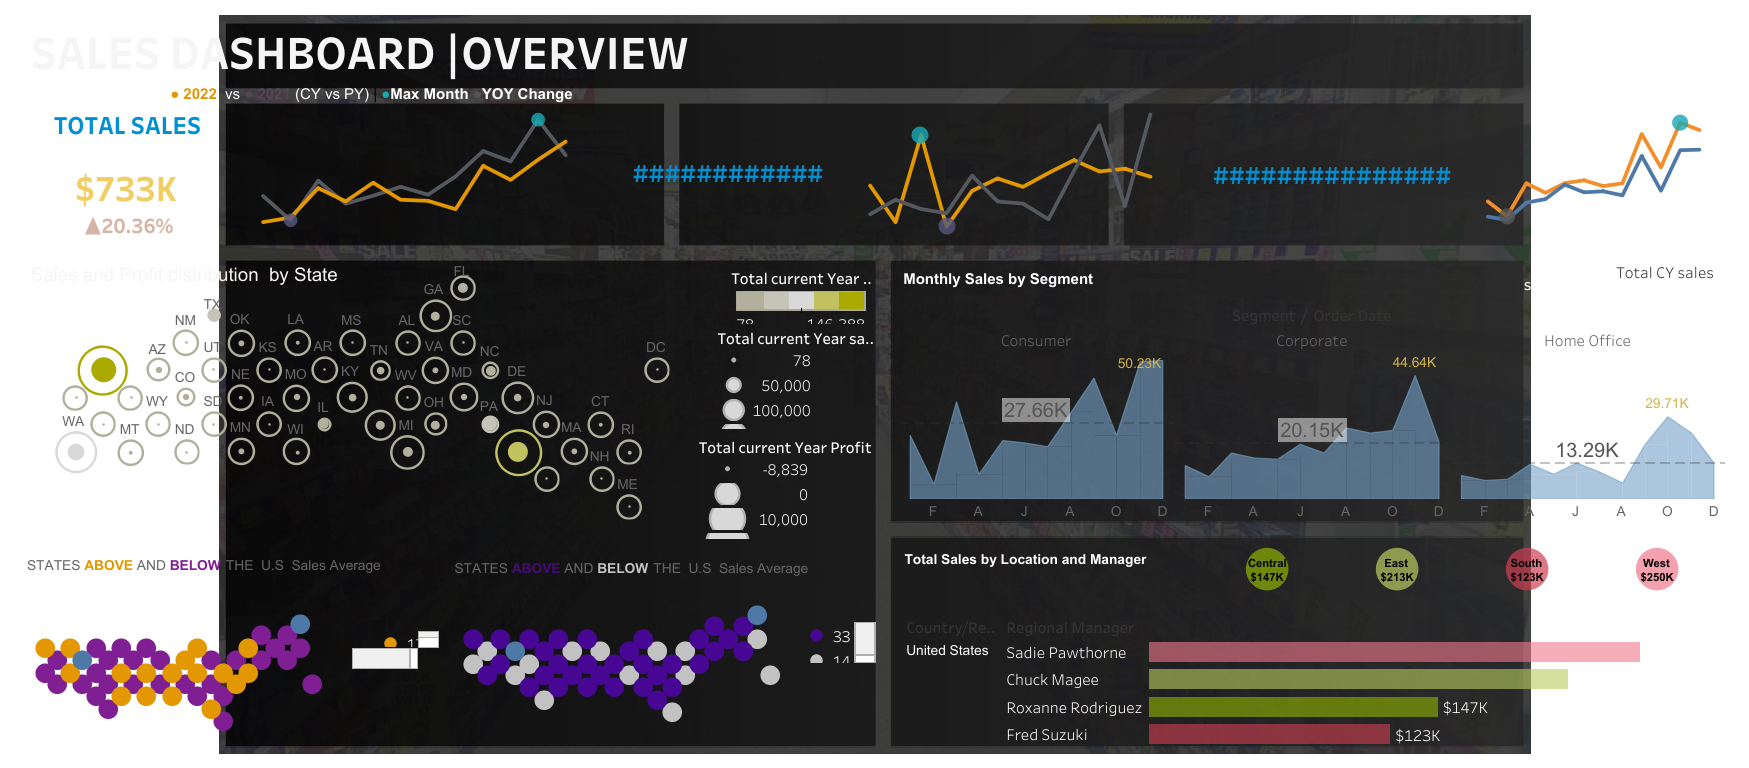 SALES DASHBOARD |OVERVIEW
● 2022 vs ● 2021 (CY vs PY) | ●Max Month ●YOY Change
TOTAL SALES
$733K
▲20.36%
############
###############
Sales and Profit distribution by State
FL
GA
TX
NM
OK
LA
MS
AL
SC
AZ
UT
KS
AR
TN
VA
NC
DC
CO
NE
MO
KY
WV
MD
DE
WY
SD
IA
IL
OH
PA
NJ
CT
WA
MT
ND
MN
WI
MI
MA
RI
NH
ME
Total current Year ..
78
146,388
Total current Year sa..
78
50,000
100,000
Total current Year Profit
-8,839
0
10,000
Monthly Sales by Segment
Total CY sales
s
Segment / Order Date
Consumer
Corporate
Home Office
50.23K
44.64K
29.71K
27.66K
20.15K
13.29K
F A J A O D
F A J A O D
F A J A O D
STATES ABOVE AND BELOW THE U.S Sales Average
STATES ABOVE AND BELOW THE U.S Sales Average
33
14
Total Sales by Location and Manager
Central
$147K
East
$213K
South
$123K
West
$250K
Country/Re.. Regional Manager
United States
Sadie Pawthorne
Chuck Magee
Roxanne Rodriguez
$147K
Fred Suzuki
$123K